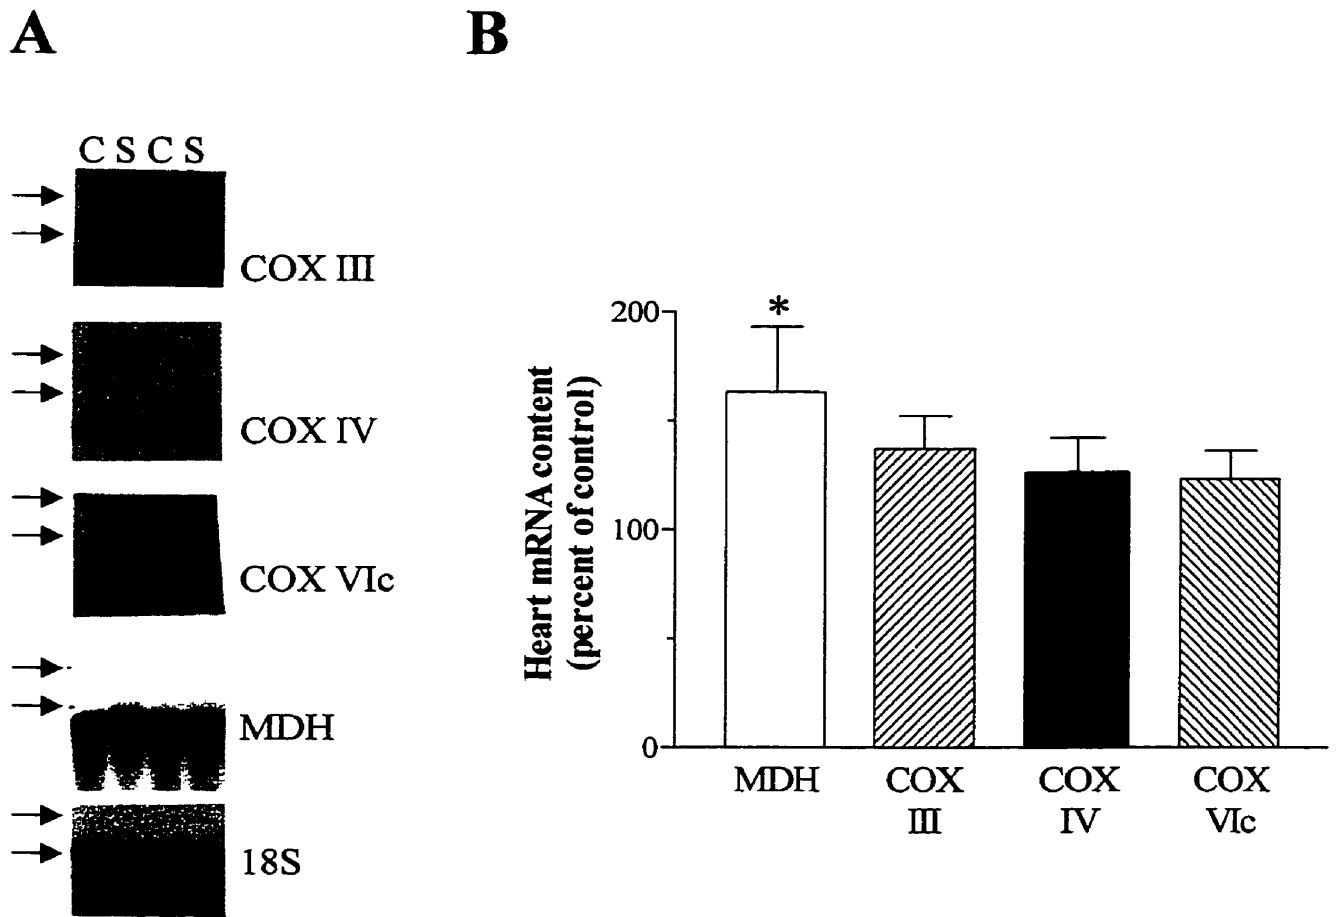 A
B
C S C S
COX III
COX IV
COX VIc
MDH
18S
Heart mRNA content
(percent of control)
200
100
0
*
MDH
COX
III
COX
IV
COX
VIc